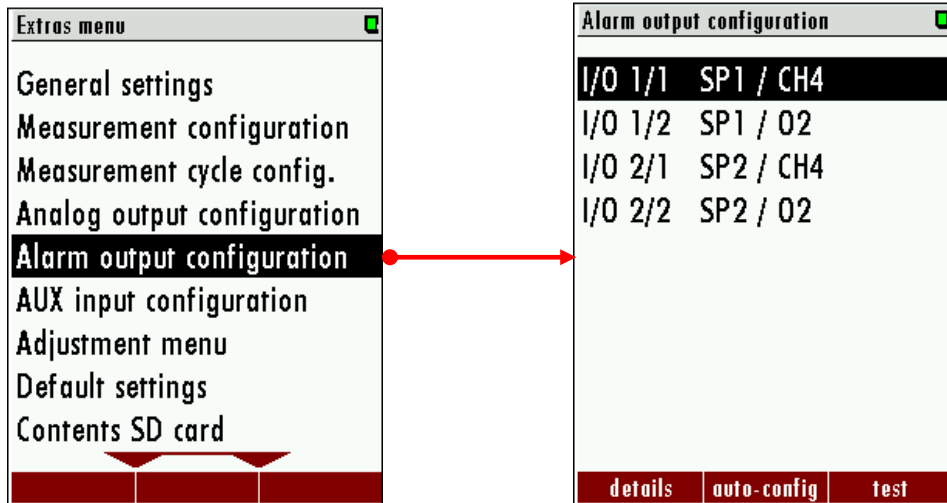 Extras menu
General settings
Measurement configuration
Measurement cycle config.
Analog output configuration
Alarm output configuration
AUX input configuration
Adjustment menu
Default settings
Contents SD card
Alarm output configuration
I/O 1/1 SP1 / CH4
I/O 1/2 SP1 / O2
I/O 2/1 SP2 / CH4
I/O 2/2 SP2 / O2
details auto-config test